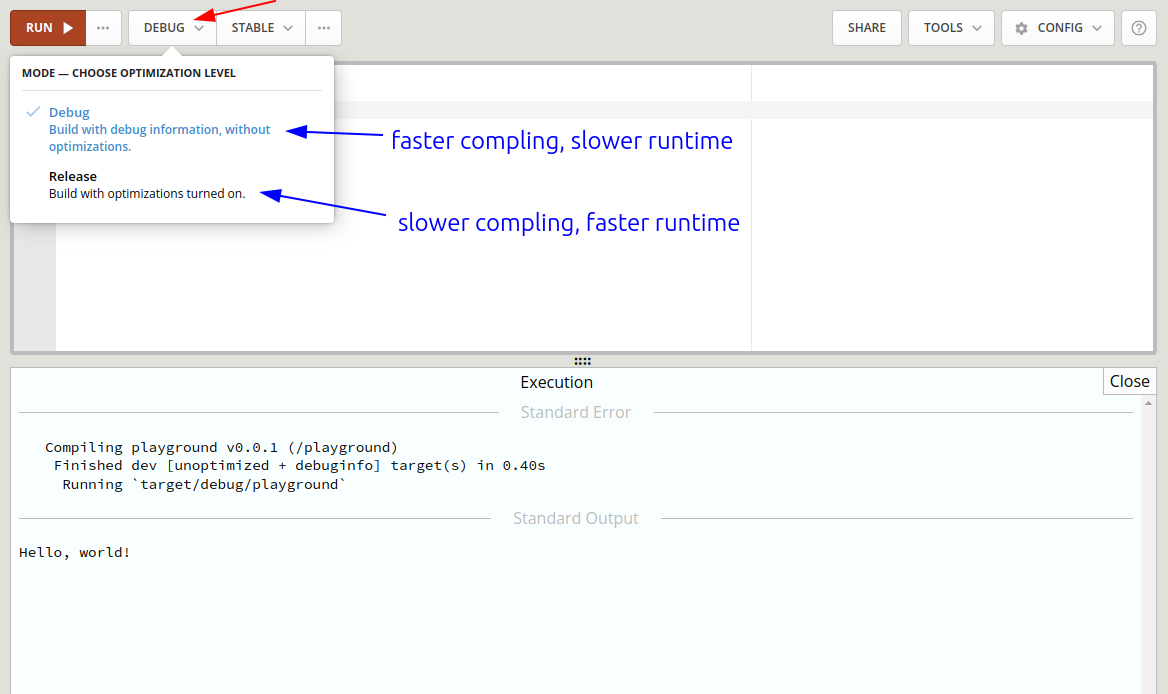 RUN ▶ ··· DEBUG STABLE ··· SHARE TOOLS CONFIG ?
MODE — CHOOSE OPTIMIZATION LEVEL
Debug
Build with debug information, without
optimizations.
faster compling, slower runtime
Release
Build with optimizations turned on.
slower compling, faster runtime
Execution
Close
Standard Error
Compiling playground v0.0.1 (/playground)
Finished dev [unoptimized + debuginfo] target(s) in 0.40s
Running `target/debug/playground`
Standard Output
Hello, world!